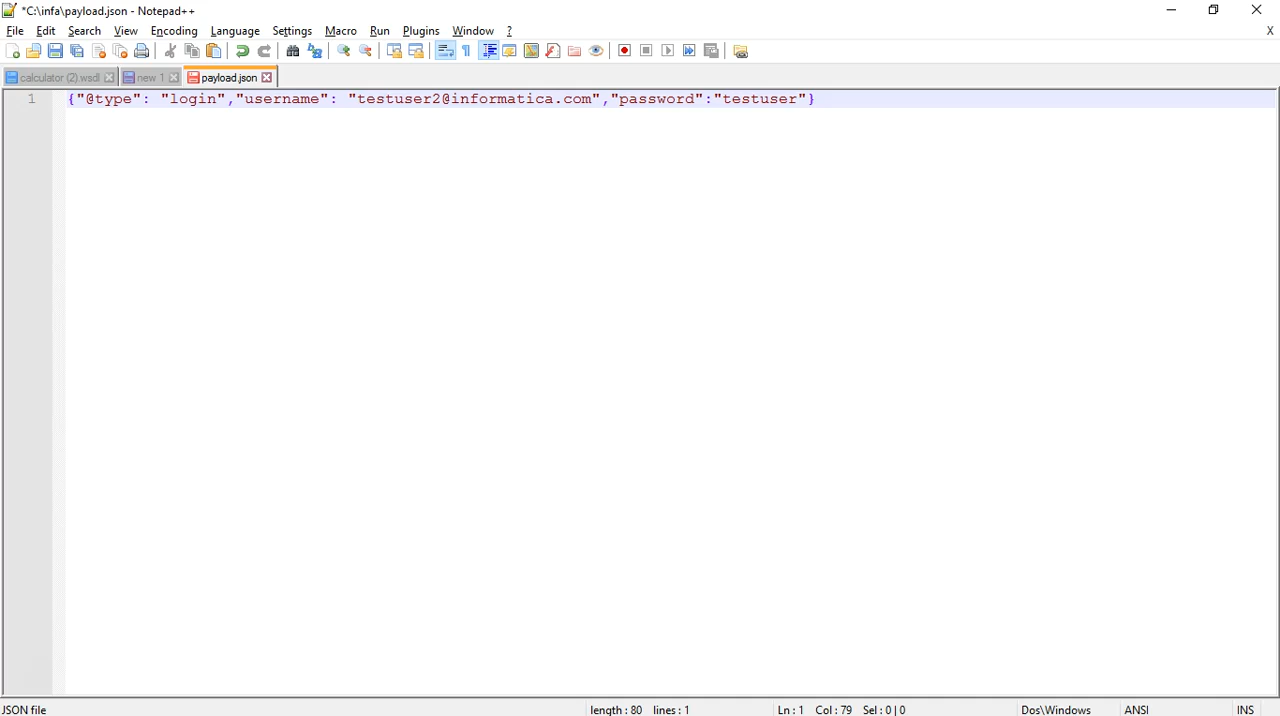 *C:\infa\payload.json - Notepad++
File Edit Search View Encoding Language Settings Macro Run Plugins Window ? X
calculator (2).wsdl new 1 payload.json
1 {"@type": "login","username": "testuser2@informatica.com","password":"testuser"}
JSON file length : 80 lines : 1 Ln : 1 Col : 79 Sel : 0 | 0 Dos\Windows ANSI INS